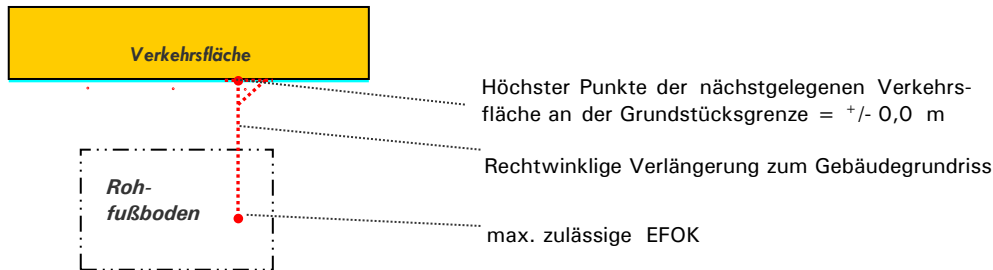 Verkehrsfläche
Höchster Punkte der nächstgelegenen Verkehrs-
fläche an der Grundstücksgrenze = +/- 0,0 m
Rechtwinklige Verlängerung zum Gebäudegrundriss
Roh-
fußboden
max. zulässige EFOK